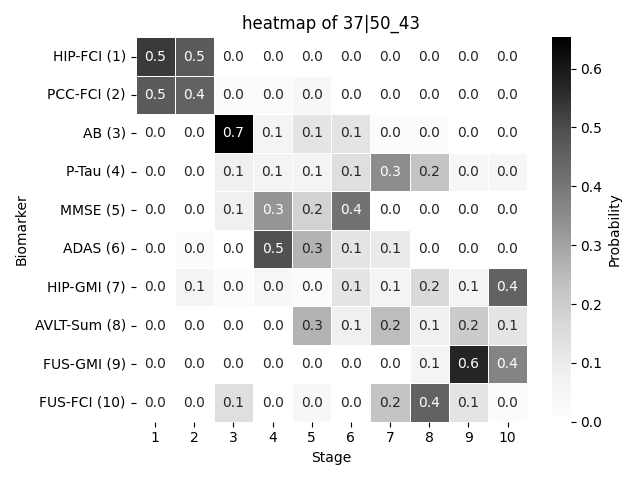 heatmap of 37|50_43
HIP-FCI (1) 0.5 0.5 0.0 0.0 0.0 0.0 0.0 0.0 0.0 0.0
PCC-FCI (2) 0.5 0.4 0.0 0.0 0.0 0.0 0.0 0.0 0.0 0.0
AB (3) 0.0 0.0 0.7 0.1 0.1 0.1 0.0 0.0 0.0 0.0
P-Tau (4) 0.0 0.0 0.1 0.1 0.1 0.1 0.3 0.2 0.0 0.0
MMSE (5) 0.0 0.0 0.1 0.3 0.2 0.4 0.0 0.0 0.0 0.0
ADAS (6) 0.0 0.0 0.0 0.5 0.3 0.1 0.1 0.0 0.0 0.0
HIP-GMI (7) 0.0 0.1 0.0 0.0 0.0 0.1 0.1 0.2 0.1 0.4
AVLT-Sum (8) 0.0 0.0 0.0 0.0 0.3 0.1 0.2 0.1 0.2 0.1
FUS-GMI (9) 0.0 0.0 0.0 0.0 0.0 0.0 0.0 0.1 0.6 0.4
FUS-FCI (10) 0.0 0.0 0.1 0.0 0.0 0.0 0.2 0.4 0.1 0.0
1 2 3 4 5 6 7 8 9 10
Stage
Biomarker
0.6
0.5
0.4
0.3
0.2
0.1
0.0
Probability